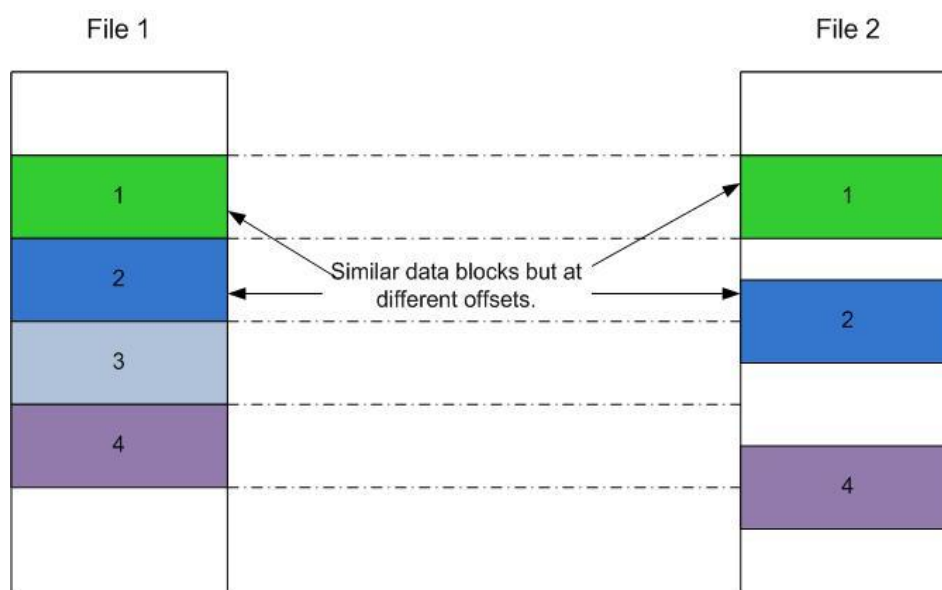 File 1
File 2
1
1
2
Similar data blocks but at
different offsets.
2
3
4
4